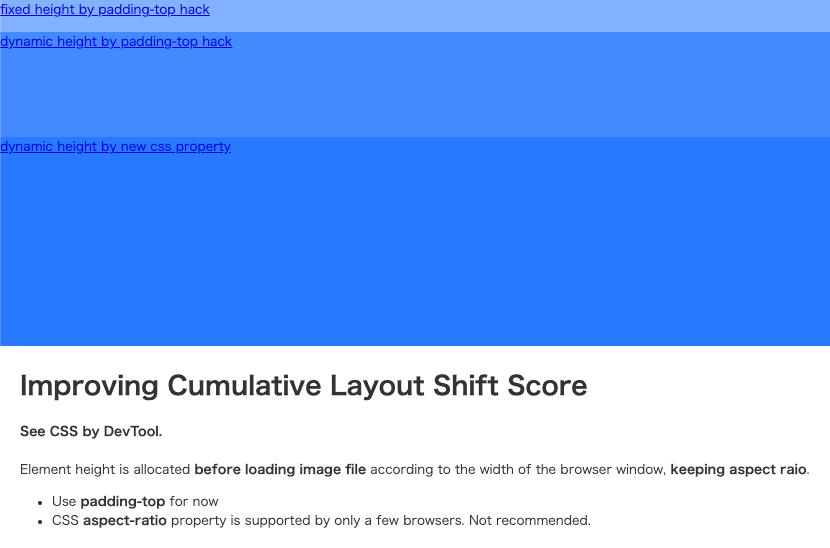 fixed height by padding-top hack
dynamic height by padding-top hack
dynamic height by new css property
Improving Cumulative Layout Shift Score
See CSS by DevTool.
Element height is allocated before loading image file according to the width of the browser window, keeping aspect raio.
• Use padding-top for now
• CSS aspect-ratio property is supported by only a few browsers. Not recommended.